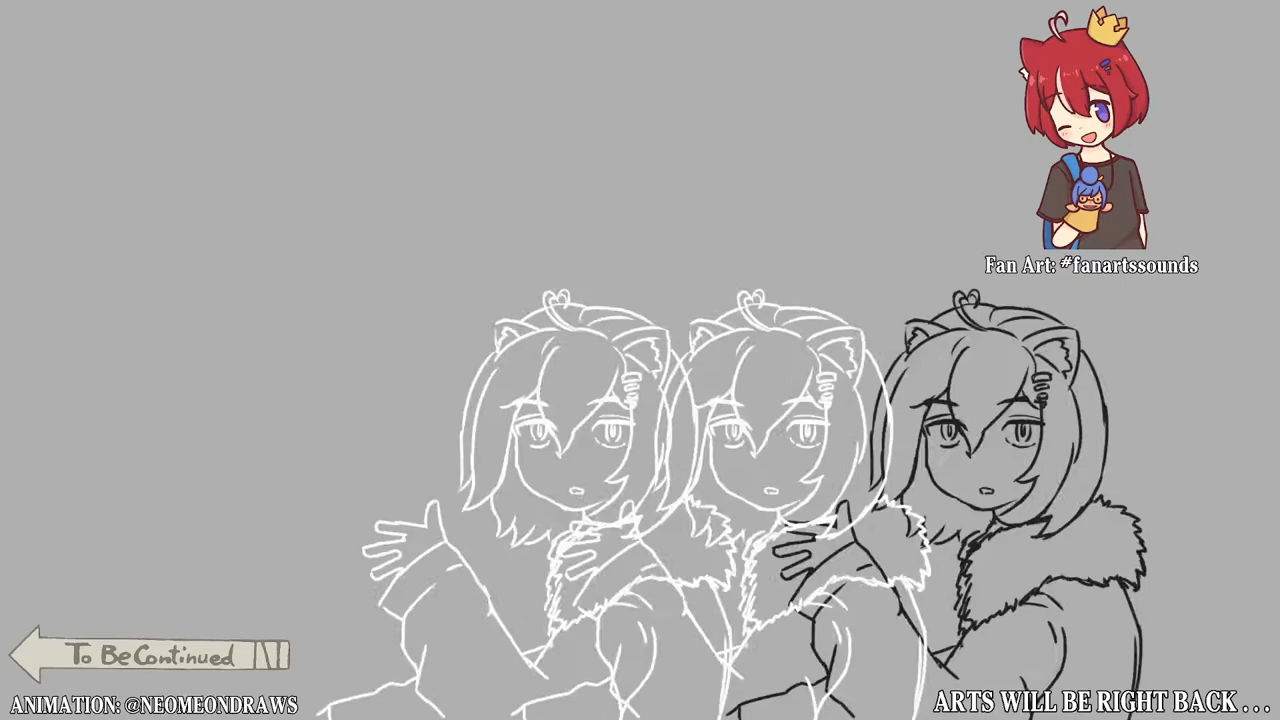 Fan Art: #fanartssounds
To Be Continued
ANIMATION: @NEOMEONDRAWS
ARTS WILL BE RIGHT BACK . . .